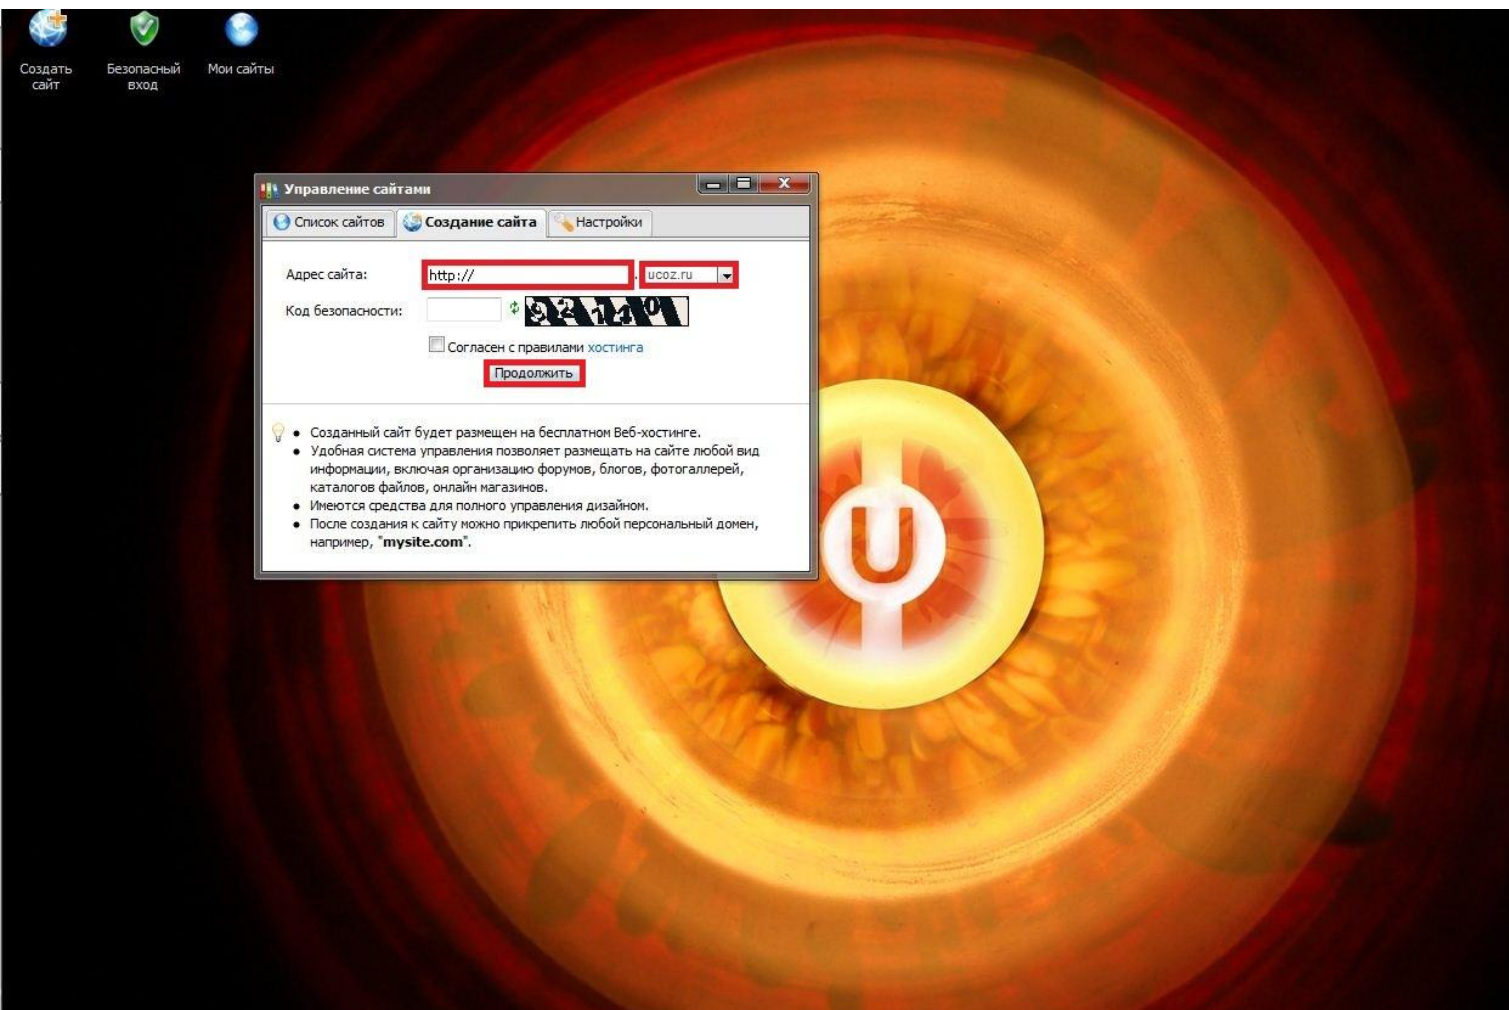 Создать
сайт
Безопасный
вход
Мои сайты
Управление сайтами
Список сайтов
Создание сайта
Настройки
Адрес сайта:
http://
. ucoz.ru
Код безопасности:
Согласен с правилами хостинга
Продолжить
Созданный сайт будет размещен на бесплатном Веб-хостинге.
Удобная система управления позволяет размещать на сайте любой вид
информации, включая организацию форумов, блогов, фотогаллерей,
каталогов файлов, онлайн магазинов.
Имеются средства для полного управления дизайном.
После создания к сайту можно прикрепить любой персональный домен,
например, "mysite.com".
U